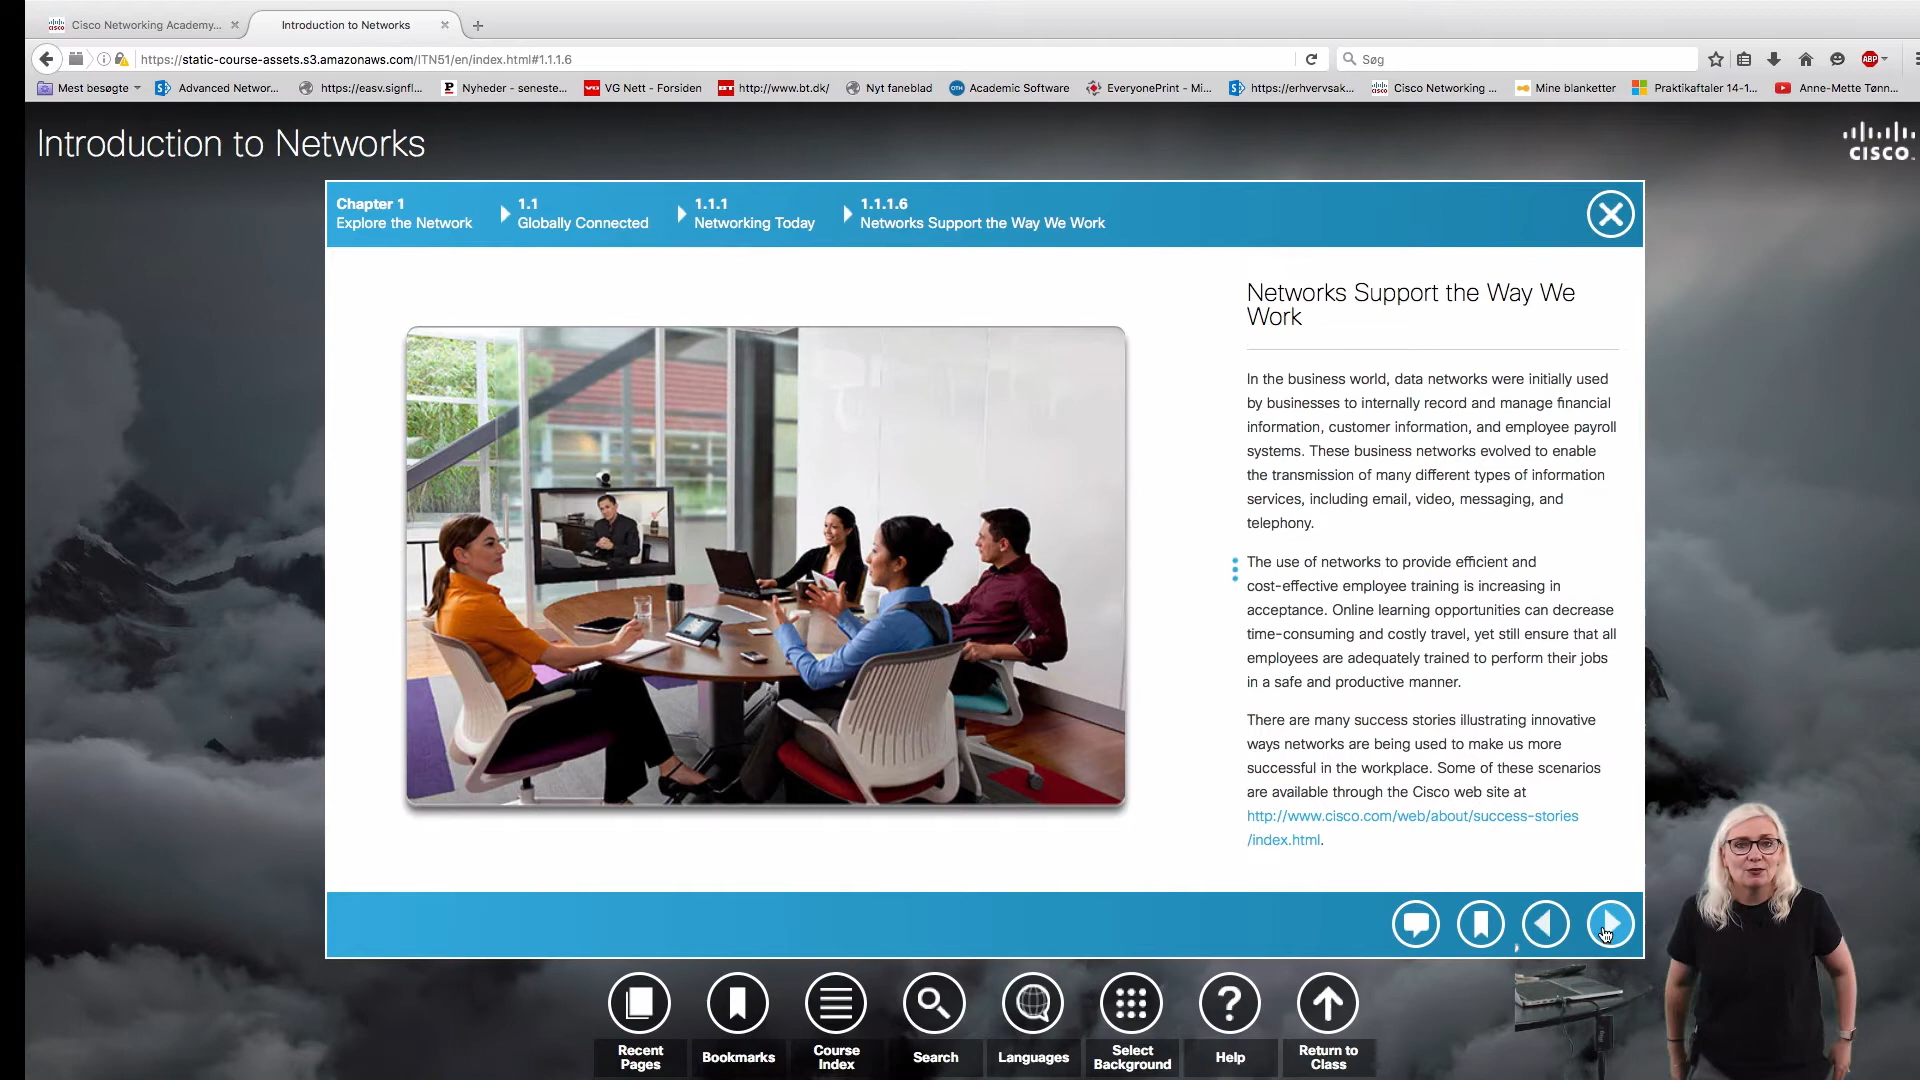 Cisco Networking Academy...
Introduction to Networks
https://static-course-assets.s3.amazonaws.com/ITN51/en/index.html#1.1.1.6
Søg
ABP
Mest besøgte
Advanced Networ...
https://easv.signfl...
Nyheder - seneste...
VG Nett - Forsiden
http://www.bt.dk/
Nyt faneblad
Academic Software
EveryonePrint - Mi...
https://erhvervsak...
Cisco Networking ...
Mine blanketter
Praktikaftaler 14-1...
Anne-Mette Tønn...
Introduction to Networks
CISCO
Chapter 1
Explore the Network
1.1
Globally Connected
1.1.1
Networking Today
1.1.1.6
Networks Support the Way We Work
Networks Support the Way We
Work
In the business world, data networks were initially used
by businesses to internally record and manage financial
information, customer information, and employee payroll
systems. These business networks evolved to enable
the transmission of many different types of information
services, including email, video, messaging, and
telephony.
The use of networks to provide efficient and
cost-effective employee training is increasing in
acceptance. Online learning opportunities can decrease
time-consuming and costly travel, yet still ensure that all
employees are adequately trained to perform their jobs
in a safe and productive manner.
There are many success stories illustrating innovative
ways networks are being used to make us more
successful in the workplace. Some of these scenarios
are available through the Cisco web site at
http://www.cisco.com/web/about/success-stories
/index.html.
Recent
Pages
Bookmarks
Course
Index
Search
Languages
Select
Background
Help
Return to
Class